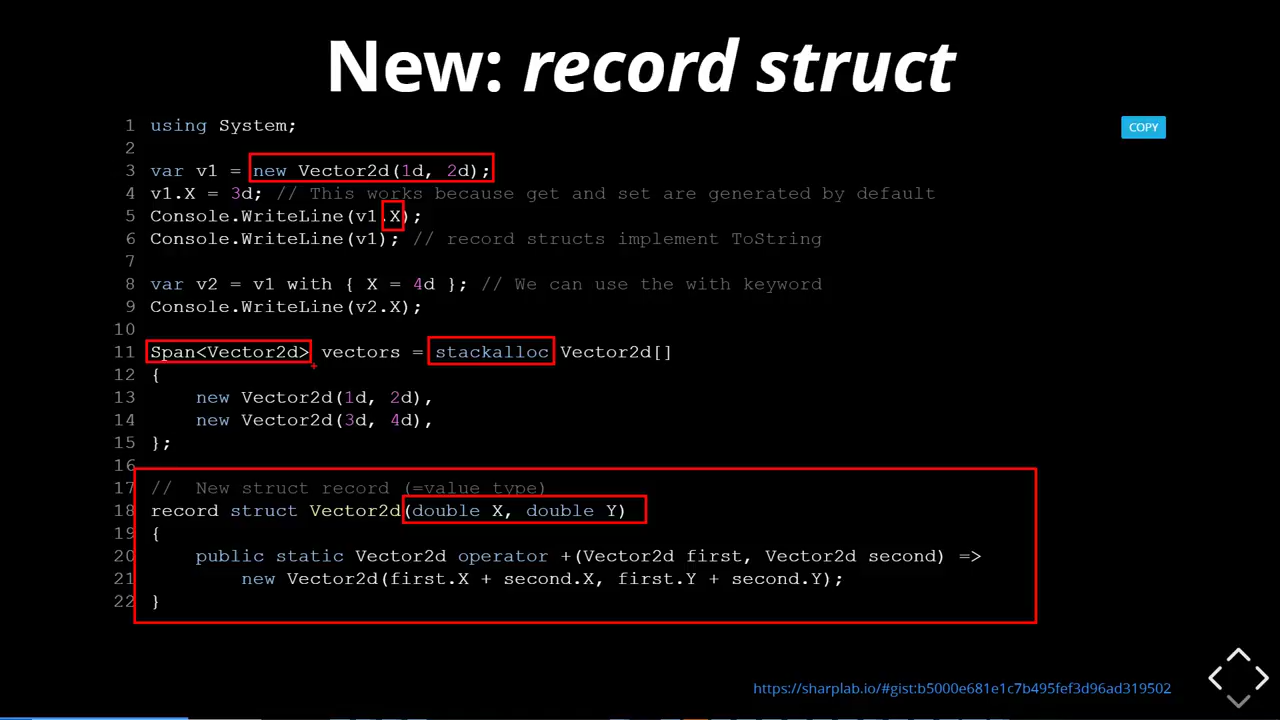 New: record struct
COPY
1 using System;
2
3 var v1 = new Vector2d(1d, 2d);
4 v1.X = 3d; // This works because get and set are generated by default
5 Console.WriteLine(v1.X);
6 Console.WriteLine(v1); // record structs implement ToString
7
8 var v2 = v1 with { X = 4d }; // We can use the with keyword
9 Console.WriteLine(v2.X);
10
11 Span<Vector2d> vectors = stackalloc Vector2d[]
12 {
13     new Vector2d(1d, 2d),
14     new Vector2d(3d, 4d),
15 };
16
17 //  New struct record (=value type)
18 record struct Vector2d(double X, double Y)
19 {
20     public static Vector2d operator +(Vector2d first, Vector2d second) =>
21         new Vector2d(first.X + second.X, first.Y + second.Y);
22 }
https://sharplab.io/#gist:b5000e681e1c7b495fef3d96ad319502